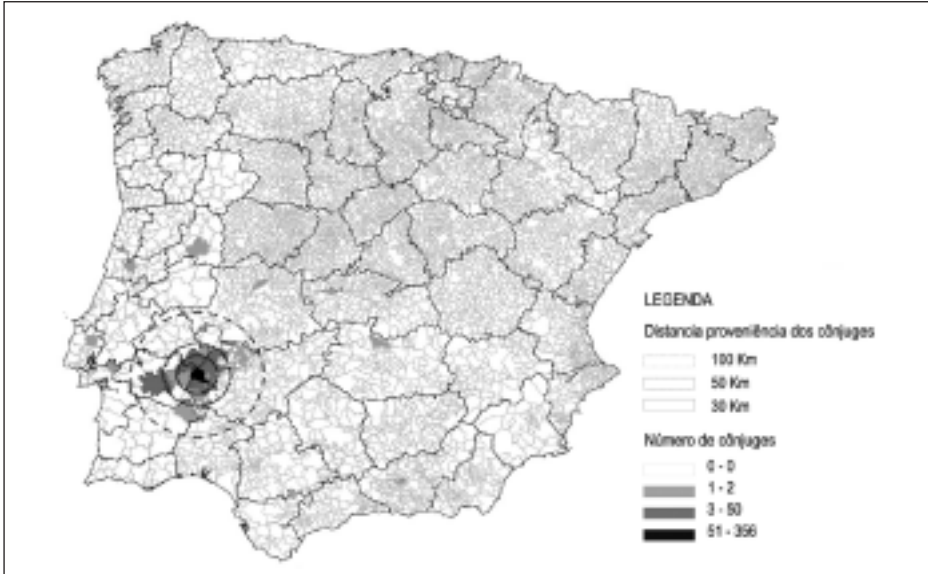 LEGENDA
Distancia proveniência dos cônjuges
100 Km
50 Km
30 Km
Número de cônjuges
0 - 0
1 - 2
3 - 50
51 - 356